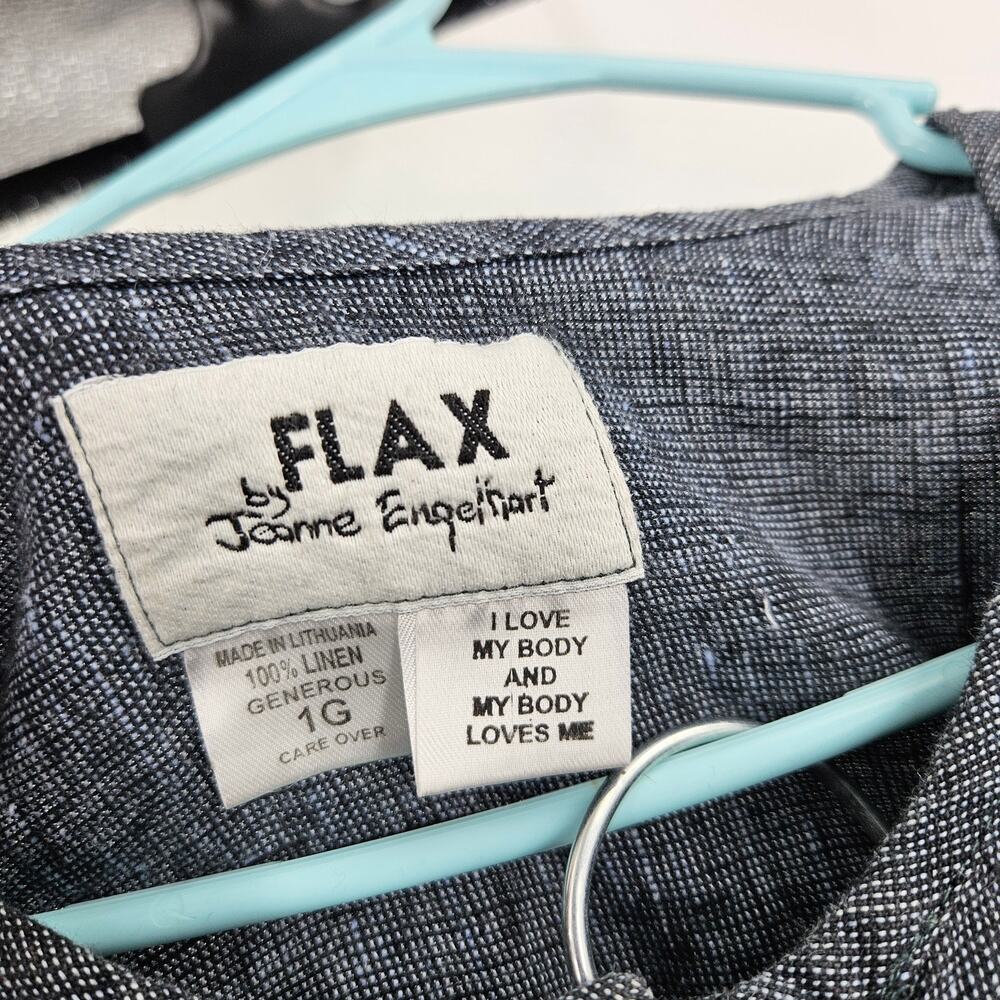 FLAX
by
Jeanne Engelhart
MADE IN LITHUANIA
100% LINEN
GENEROUS
1G
CARE OVER
I LOVE
MY BODY
AND
MY BODY
LOVES ME